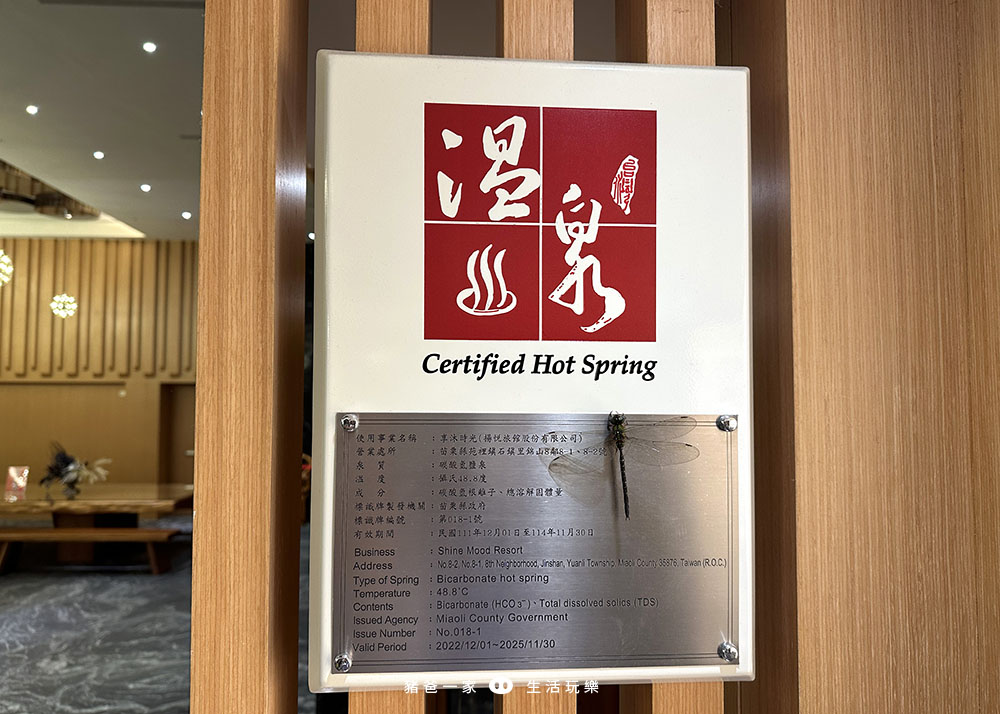 溫泉
台灣
Certified Hot Spring
使用事業名稱 : 享沐時光(楊悅旅館股份有限公司)
營業處所 : 苗栗縣苑裡鎮石鎮里錦山8鄰8-1、8-2號
泉質 : 碳酸氫鹽泉
溫度 : 攝氏48.8度
成分 : 碳酸氫根離子、總溶解固體量
標識牌製發機關 : 苗栗縣政府
標識牌編號 : 第018-1號
有效期間 : 民國111年12月01日至114年11月30日
Business : Shine Mood Resort
Address : No.8-2, No.8-1, 8th Neighborhood, Jinshan, Yuanli Township, Miaoli County 35876, Taiwan (R.O.C.)
Type of Spring : Bicarbonate hot spring
Temperature : 48.8°C
Contents : Bicarbonate (HCO3⁻)、Total dissolved solics (TDS)
Issued Agency : Miaoli County Government
Issue Number : No.018-1
Valid Period : 2022/12/01~2025/11/30
豬爸一家 生活玩樂